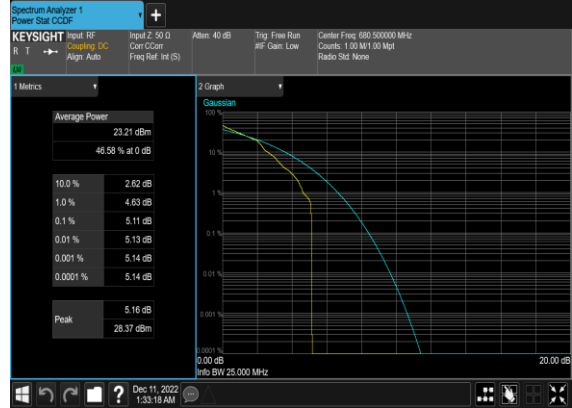 Spectrum Analyzer 1
Power Stat CCDF
+
KEYSIGHT
R T
Input: RF
Coupling: DC
Align: Auto
Input Z: 50 Ω
Corr CCorr
Freq Ref: Int (S)
Atten: 40 dB
Trig: Free Run
#IF Gain: Low
Center Freq: 680.500000 MHz
Counts: 1.00 M/1.00 Mpt
Radio Std: None
1 Metrics
Average Power
23.21 dBm
46.58 % at 0 dB
10.0 % 2.62 dB
1.0 % 4.63 dB
0.1 % 5.11 dB
0.01 % 5.13 dB
0.001 % 5.14 dB
0.0001 % 5.14 dB
Peak
5.16 dB
28.37 dBm
2 Graph
Gaussian
100 %
10 %
1 %
0.1 %
0.01 %
0.001 %
0.0001 %
0.00 dB 20.00 dB
Info BW 25.000 MHz
?
Dec 11, 2022
1:33:18 AM